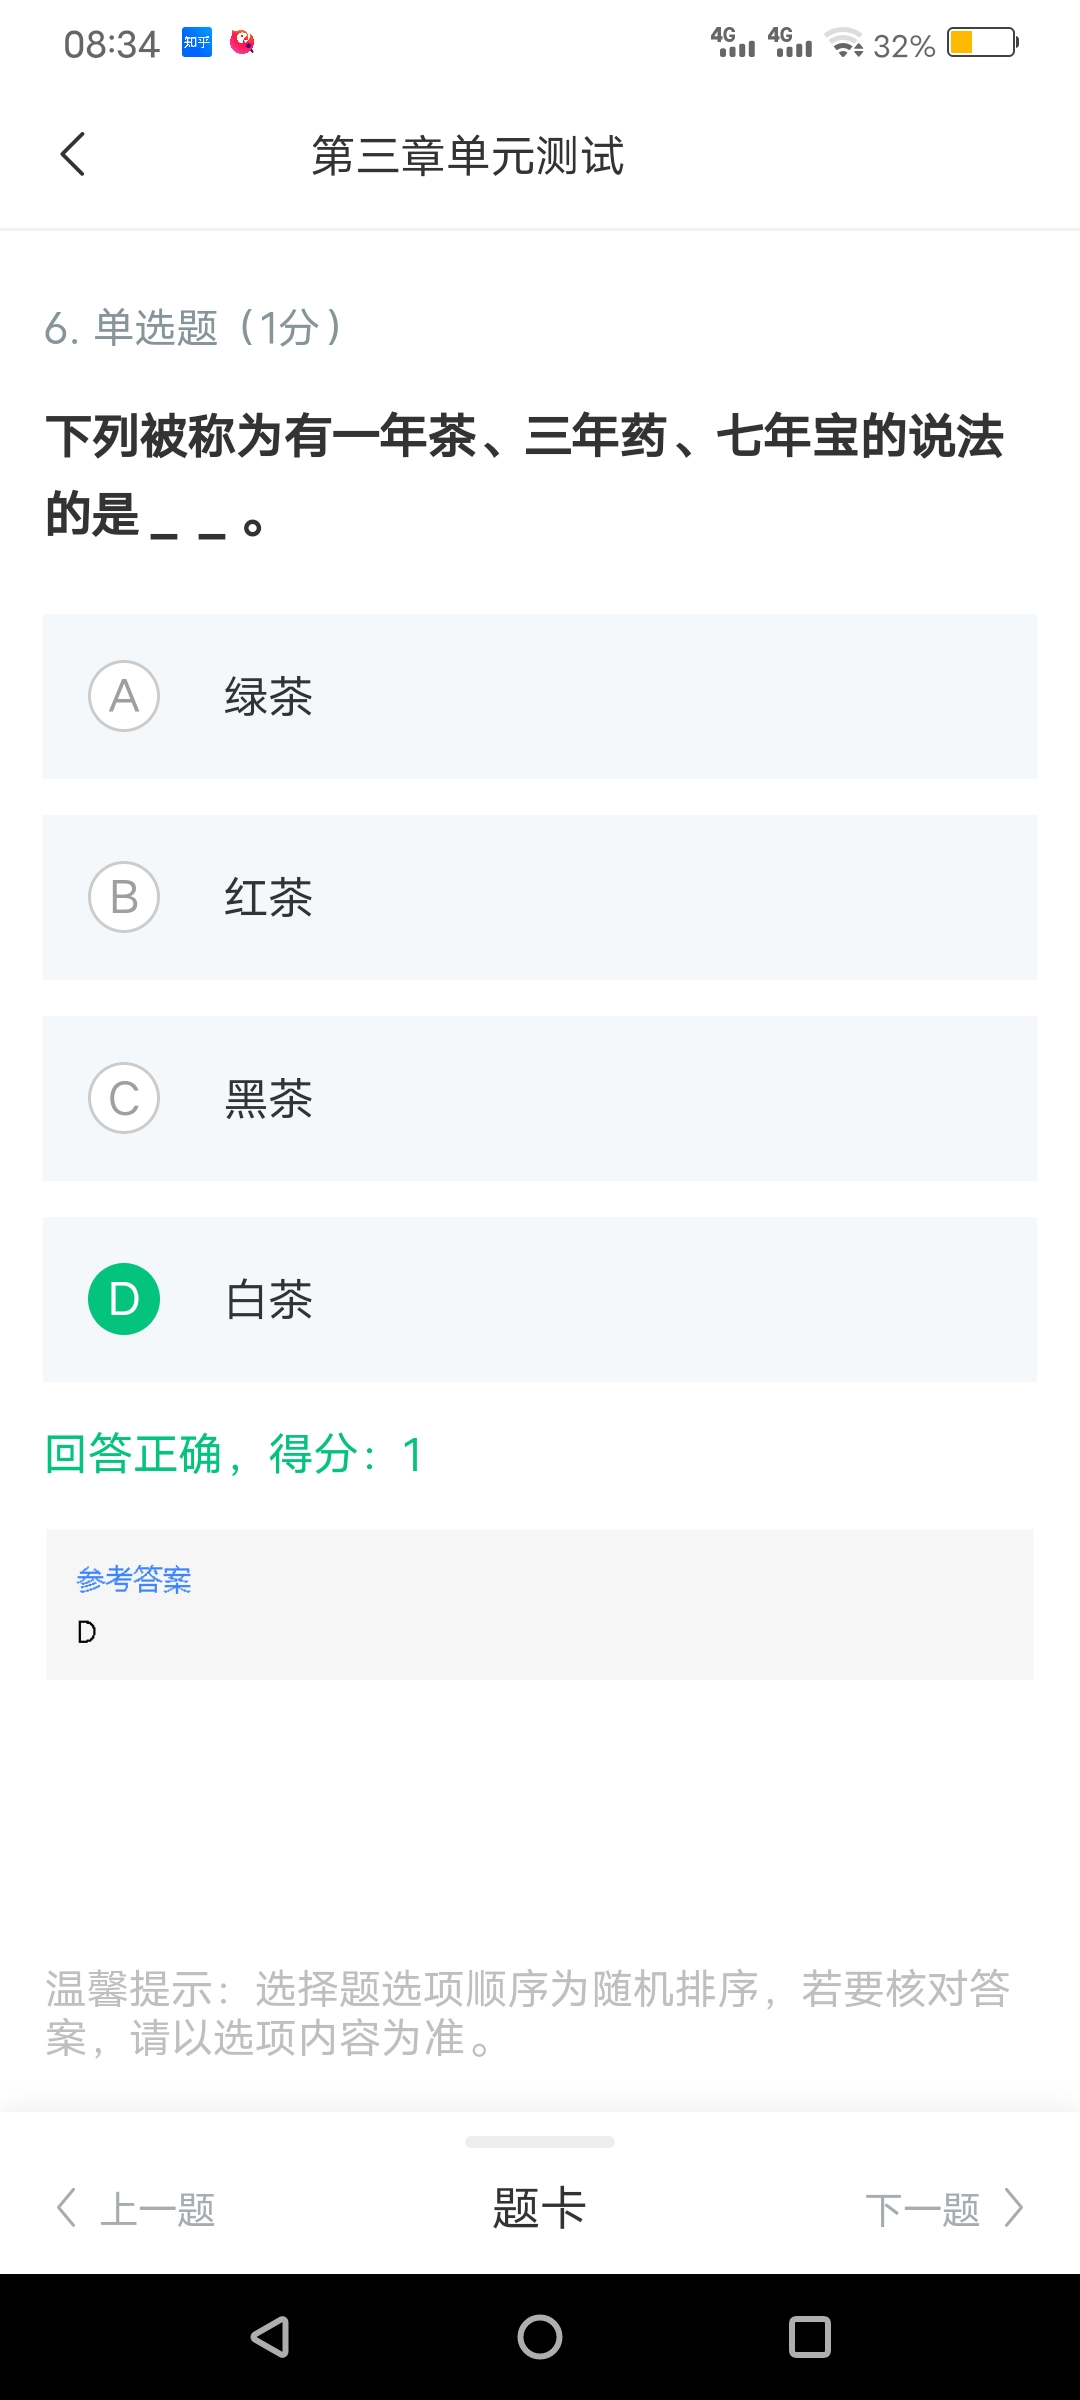 08:34 知乎 4G 4G 32%
第三章单元测试
6. 单选题（1分）
下列被称为有一年茶、三年药、七年宝的说法
的是_ _。
A 绿茶
B 红茶
C 黑茶
D 白茶
回答正确，得分：1
参考答案
D
温馨提示：选择题选项顺序为随机排序，若要核对答
案，请以选项内容为准。
上一题 题卡 下一题